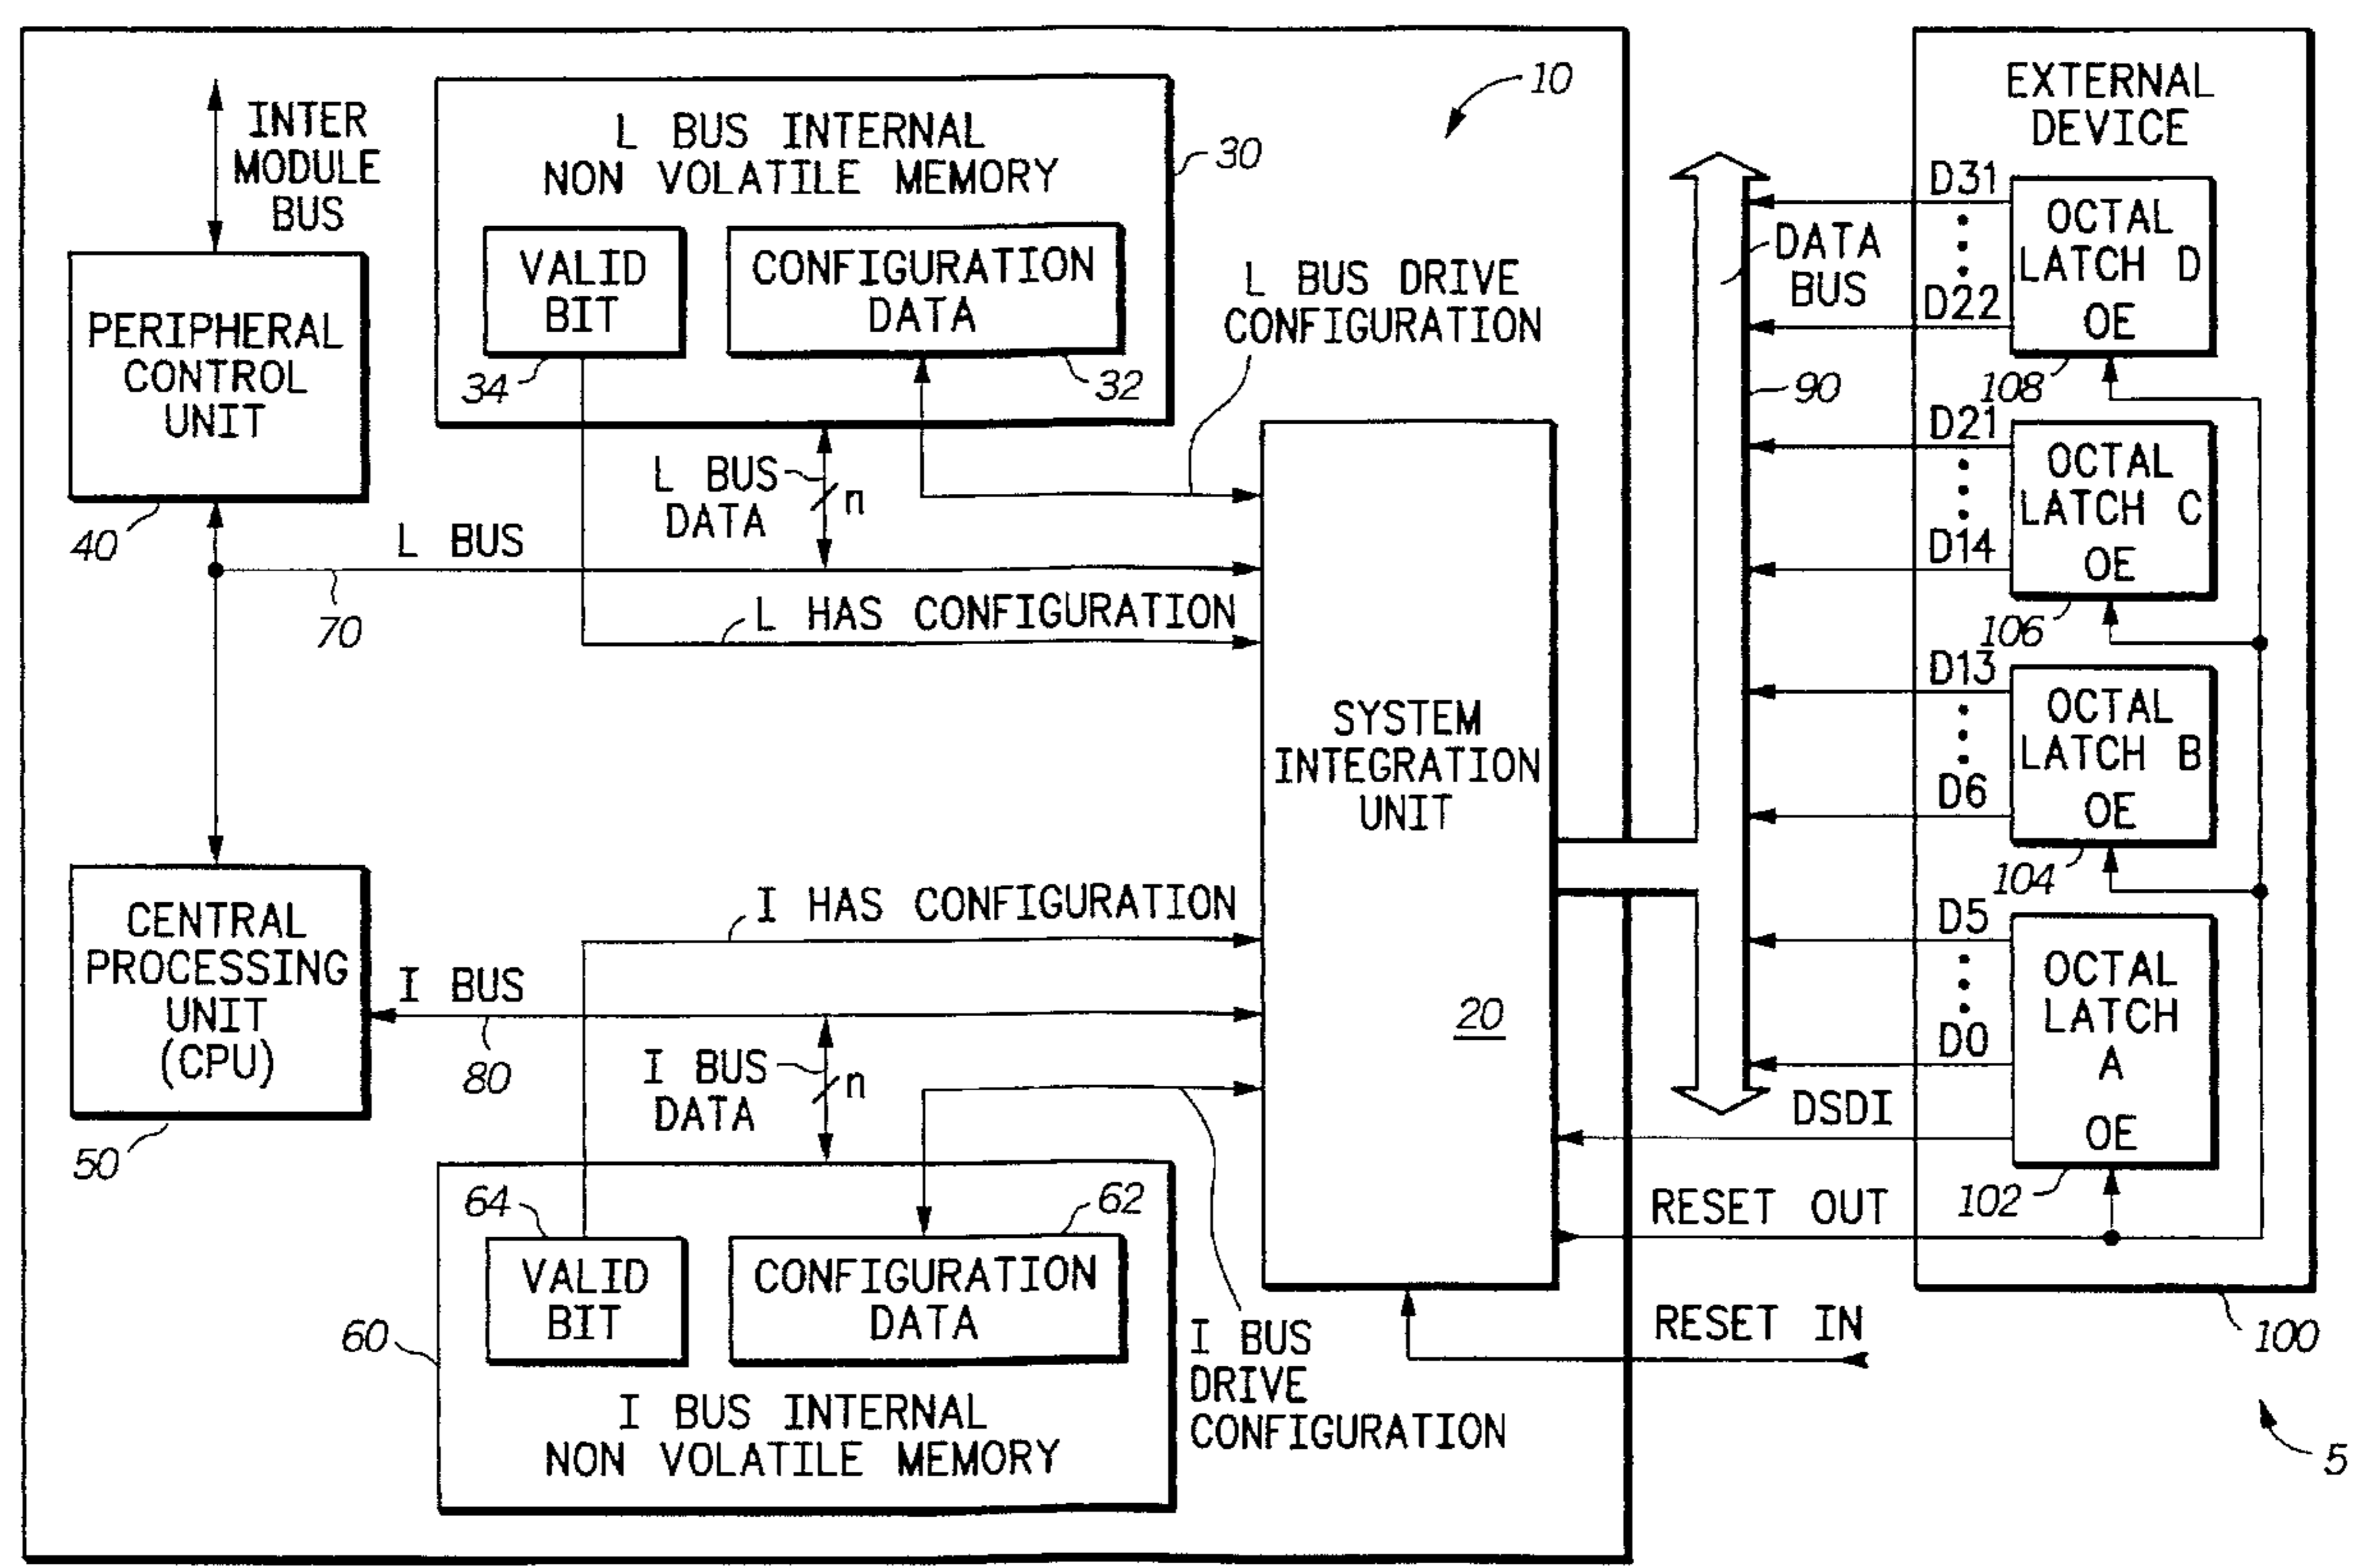 INTER
MODULE
BUS
PERIPHERAL
CONTROL
UNIT
40
L BUS INTERNAL
NON VOLATILE MEMORY
30
VALID
BIT
34
CONFIGURATION
DATA
32
L BUS DRIVE
CONFIGURATION
10
L BUS
DATA
n
L BUS
70
L HAS CONFIGURATION
SYSTEM
INTEGRATION
UNIT
20
CENTRAL
PROCESSING
UNIT
(CPU)
50
I HAS CONFIGURATION
I BUS
80
I BUS
DATA
n
64
VALID
BIT
62
CONFIGURATION
DATA
60
I BUS INTERNAL
NON VOLATILE MEMORY
I BUS
DRIVE
CONFIGURATION
DATA
BUS
90
EXTERNAL
DEVICE
D31
D22
OCTAL
LATCH D
OE
108
D21
D14
OCTAL
LATCH C
OE
106
D13
D6
OCTAL
LATCH B
OE
104
D5
D0
OCTAL
LATCH
A
OE
102
DSDI
RESET OUT
RESET IN
100
5